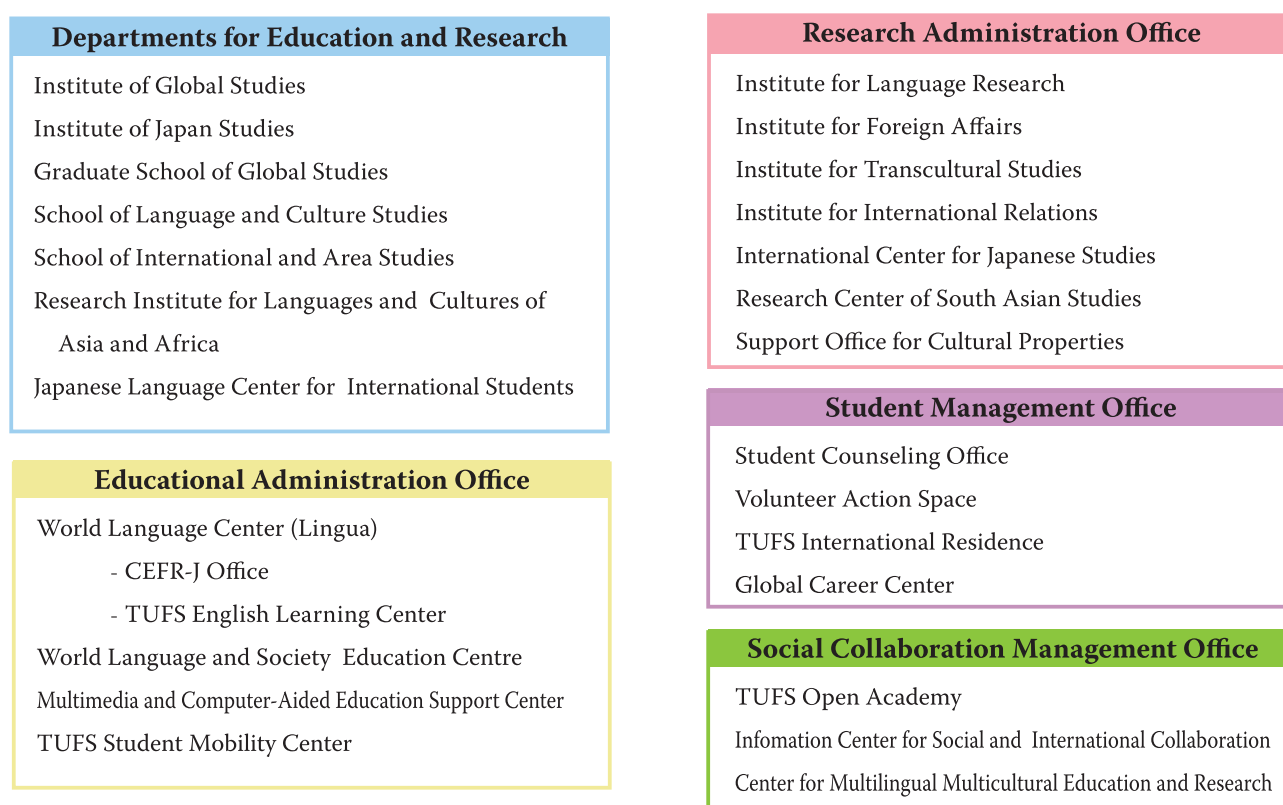 Departments for Education and Research
Institute of Global Studies
Institute of Japan Studies
Graduate School of Global Studies
School of Language and Culture Studies
School of International and Area Studies
Research Institute for Languages and Cultures of
Asia and Africa
Japanese Language Center for International Students
Educational Administration Office
World Language Center (Lingua)
- CEFR-J Office
- TUFS English Learning Center
World Language and Society Education Centre
Multimedia and Computer-Aided Education Support Center
TUFS Student Mobility Center
Research Administration Office
Institute for Language Research
Institute for Foreign Affairs
Institute for Transcultural Studies
Institute for International Relations
International Center for Japanese Studies
Research Center of South Asian Studies
Support Office for Cultural Properties
Student Management Office
Student Counseling Office
Volunteer Action Space
TUFS International Residence
Global Career Center
Social Collaboration Management Office
TUFS Open Academy
Infomation Center for Social and International Collaboration
Center for Multilingual Multicultural Education and Research